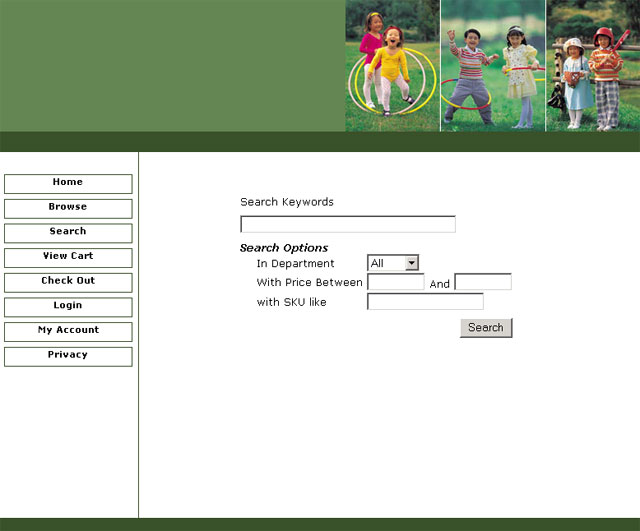 Home
Browse
Search
View Cart
Check Out
Login
My Account
Privacy
Search Keywords
Search Options
In Department All
With Price Between And
with SKU like
Search